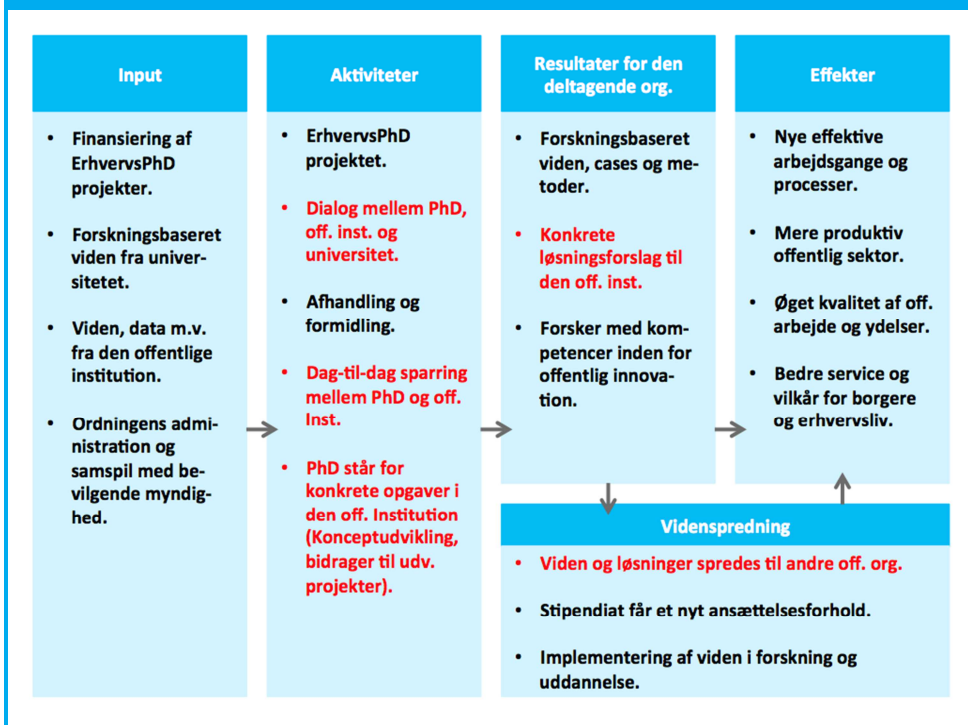 Input
• Finansiering af
ErhvervsPhD
projekter.
• Forskningsbaseret
viden fra univer-
sitetet.
• Viden, data m.v.
fra den offentlige
institution.
• Ordningens admi-
nistration og
samspil med be-
vilgende myndig-
hed.
Aktiviteter
• ErhvervsPhD
projektet.
• Dialog mellem PhD,
off. inst. og
universitet.
• Afhandling og
formidling.
• Dag-til-dag sparring
mellem PhD og off.
Inst.
• PhD står for
konkrete opgaver i
den off. Institution
(Konceptudvikling,
bidrager til udv.
projekter).
Resultater for den
deltagende org.
• Forskningsbaseret
viden, cases og me-
toder.
• Konkrete
løsningsforslag til
den off. inst.
• Forsker med kom-
petencer inden for
offentlig innova-
tion.
Effekter
• Nye effektive
arbejdsgange og
processer.
• Mere produktiv
offentlig sektor.
• Øget kvalitet af off.
arbejde og ydelser.
• Bedre service og
vilkår for borgere
og erhvervsliv.
Videnspredning
• Viden og løsninger spredes til andre off. org.
• Stipendiat får et nyt ansættelsesforhold.
• Implementering af viden i forskning og
uddannelse.